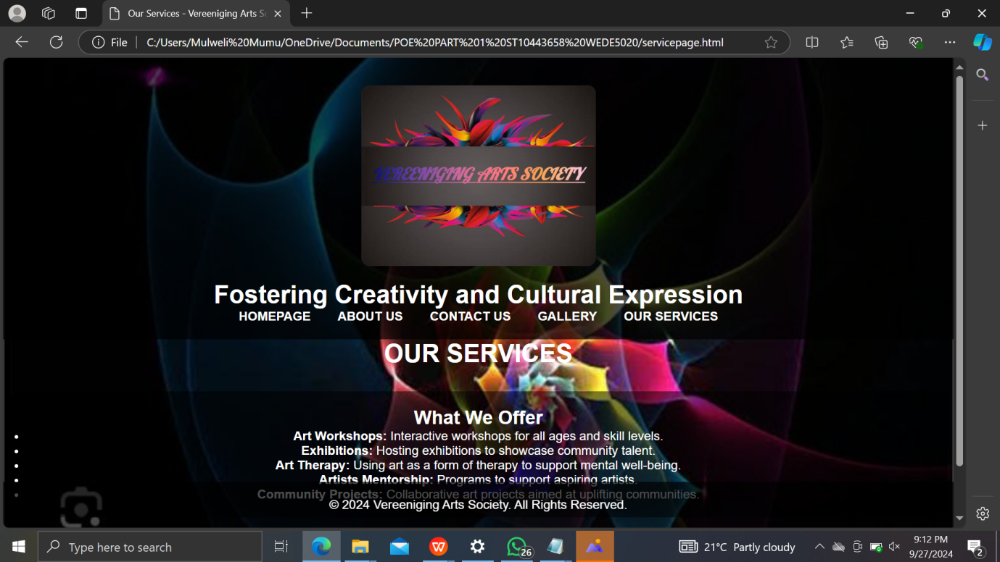 Our Services - Vereeniging Arts Sc
File
C:/Users/Mulweli%20Mumu/OneDrive/Documents/POE%20PART%201%20ST10443658%20WEDE5020/servicepage.html
VEREENIGING ARTS SOCIETY
Fostering Creativity and Cultural Expression
HOMEPAGE ABOUT US CONTACT US GALLERY OUR SERVICES
OUR SERVICES
What We Offer
Art Workshops: Interactive workshops for all ages and skill levels.
Exhibitions: Hosting exhibitions to showcase community talent.
Art Therapy: Using art as a form of therapy to support mental well-being.
Artists Mentorship: Programs to support aspiring artists.
Community Projects: Collaborative art projects aimed at uplifting communities.
© 2024 Vereeniging Arts Society. All Rights Reserved.
Type here to search
W
26
21°C Partly cloudy
9:12 PM
9/27/2024
2